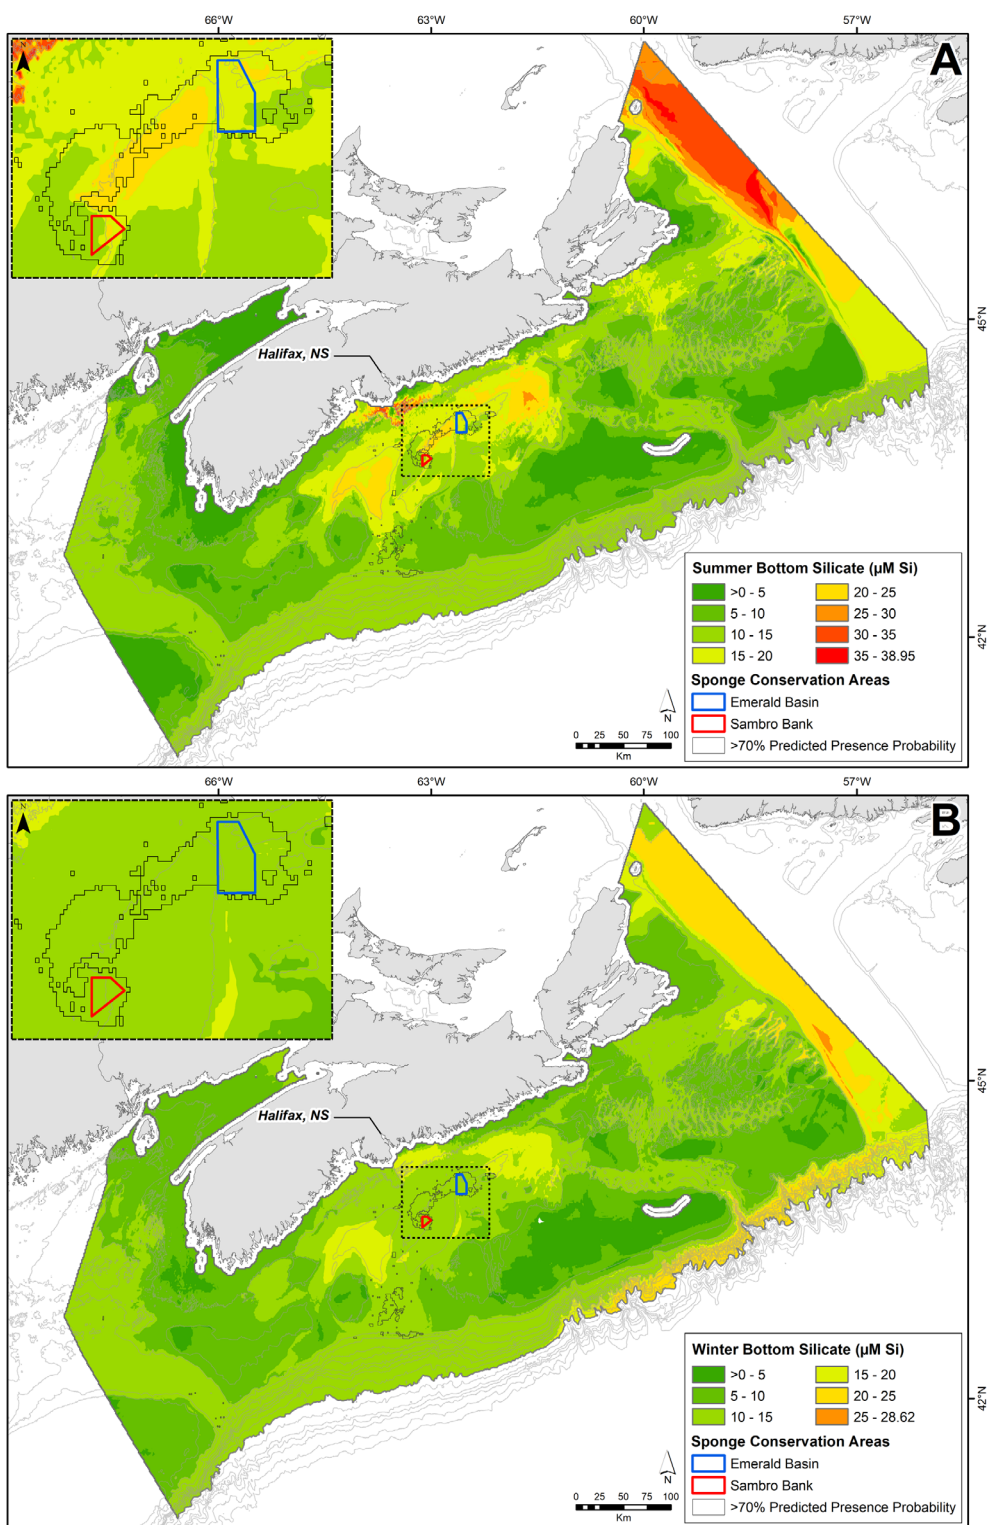 66°W 63°W 60°W 57°W
N
A
45°N
Halifax, NS
Summer Bottom Silicate (µM Si)
>0 - 5 20 - 25
5 - 10 25 - 30
10 - 15 30 - 35
15 - 20 35 - 38.95
42°N
Sponge Conservation Areas
Emerald Basin
Sambro Bank
>70% Predicted Presence Probability
N
0 25 50 75 100
Km
66°W 63°W 60°W 57°W
N
B
45°N
Halifax, NS
Winter Bottom Silicate (µM Si)
>0 - 5 15 - 20
5 - 10 20 - 25
10 - 15 25 - 28.62
42°N
Sponge Conservation Areas
Emerald Basin
Sambro Bank
>70% Predicted Presence Probability
N
0 25 50 75 100
Km